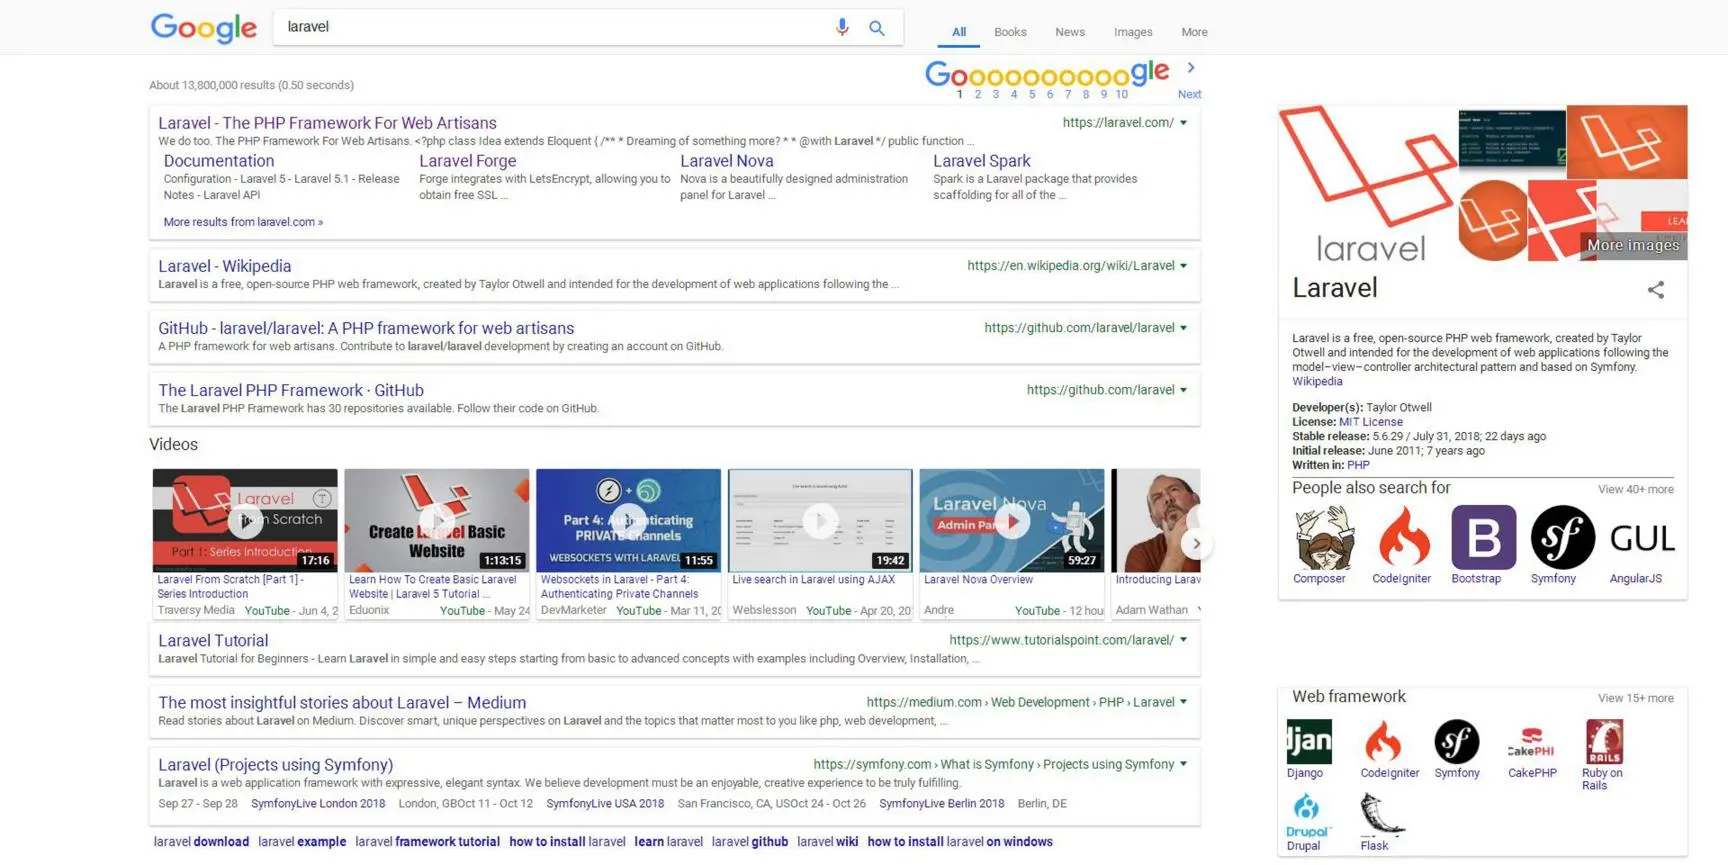 Google
laravel
All Books News Images More
About 13,800,000 results (0.50 seconds)
Goooooooooogle
1 2 3 4 5 6 7 8 9 10 Next
Laravel - The PHP Framework For Web Artisans
https://laravel.com/
We do too. The PHP Framework For Web Artisans. <?php class Idea extends Eloquent { /** * Dreaming of something more? * * @with Laravel */ public function ...
Documentation
Configuration - Laravel 5 - Laravel 5.1 - Release
Notes - Laravel API
Laravel Forge
Forge integrates with LetsEncrypt, allowing you to
obtain free SSL ...
Laravel Nova
Nova is a beautifully designed administration
panel for Laravel ...
Laravel Spark
Spark is a Laravel package that provides
scaffolding for all of the ...
More results from laravel.com »
Laravel - Wikipedia
https://en.wikipedia.org/wiki/Laravel
Laravel is a free, open-source PHP web framework, created by Taylor Otwell and intended for the development of web applications following the ...
GitHub - laravel/laravel: A PHP framework for web artisans
https://github.com/laravel/laravel
A PHP framework for web artisans. Contribute to laravel/laravel development by creating an account on GitHub.
The Laravel PHP Framework · GitHub
https://github.com/laravel
The Laravel PHP Framework has 30 repositories available. Follow their code on GitHub.
Videos
Laravel
From Scratch
Part 1: Series Introduction
17:16
Laravel From Scratch [Part 1] -
Series Introduction
Traversy Media YouTube - Jun 4, 2
Create Laravel Basic
Website
1:13:15
Learn How To Create Basic Laravel
Website | Laravel 5 Tutorial ...
Eduonix YouTube - May 24,
Part 4: Authenticating
PRIVATE Channels
WEBSOCKETS WITH LARAVEL
11:55
Websockets in Laravel - Part 4:
Authenticating Private Channels
DevMarketer YouTube - Mar 11, 20
Live search in laravel using AJAX
19:42
Live search in Laravel using AJAX
Webslesson YouTube - Apr 20, 20
Laravel Nova
Admin Panel
59:27
Laravel Nova Overview
Andre YouTube - 12 hou
Introducing Larav
Adam Wathan Y
Laravel Tutorial
https://www.tutorialspoint.com/laravel/
Laravel Tutorial for Beginners - Learn Laravel in simple and easy steps starting from basic to advanced concepts with examples including Overview, Installation, ...
The most insightful stories about Laravel – Medium
https://medium.com › Web Development › PHP › Laravel
Read stories about Laravel on Medium. Discover smart, unique perspectives on Laravel and the topics that matter most to you like php, web development, ...
Laravel (Projects using Symfony)
https://symfony.com › What is Symfony › Projects using Symfony
Laravel is a web application framework with expressive, elegant syntax. We believe development must be an enjoyable, creative experience to be truly fulfilling.
Sep 27 - Sep 28 SymfonyLive London 2018 London, GBOct 11 - Oct 12 SymfonyLive USA 2018 San Francisco, CA, USOct 24 - Oct 26 SymfonyLive Berlin 2018 Berlin, DE
laravel download laravel example laravel framework tutorial how to install laravel learn laravel laravel github laravel wiki how to install laravel on windows
laravel
LEA
More images
Laravel
Laravel is a free, open-source PHP web framework, created by Taylor
Otwell and intended for the development of web applications following the
model–view–controller architectural pattern and based on Symfony.
Wikipedia
Developer(s): Taylor Otwell
License: MIT License
Stable release: 5.6.29 / July 31, 2018; 22 days ago
Initial release: June 2011; 7 years ago
Written in: PHP
People also search for View 40+ more
B
sf
GUL
Composer CodeIgniter Bootstrap Symfony AngularJS
Web framework View 15+ more
djan
sf
CakePHP
RAILS
Django CodeIgniter Symfony CakePHP Ruby on
Rails
Drupal
Drupal Flask